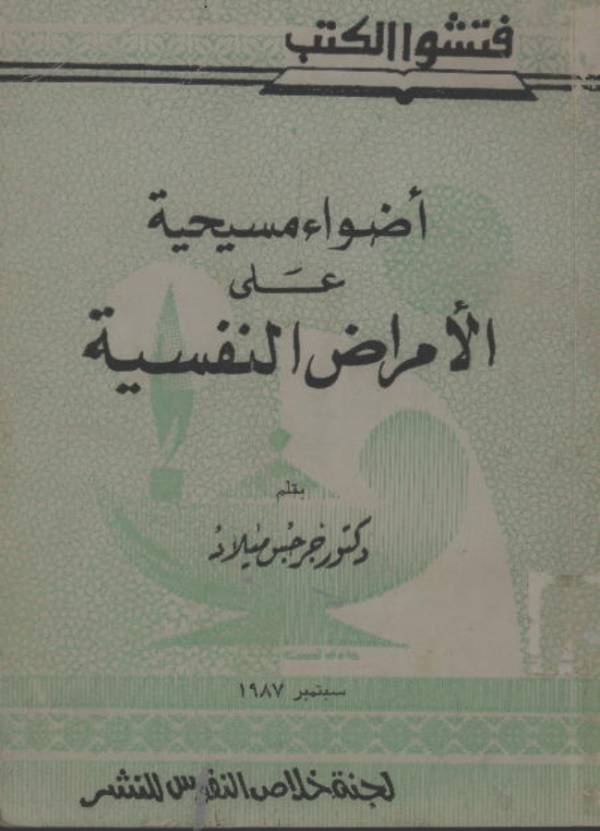 فتشوا الكتب
أضواء مسيحية
على
الأمراض النفسية
بقلم
دكتور جرجس ميلاد
سبتمبر ١٩٨٧
لجنة خلاص النفوس للنشر